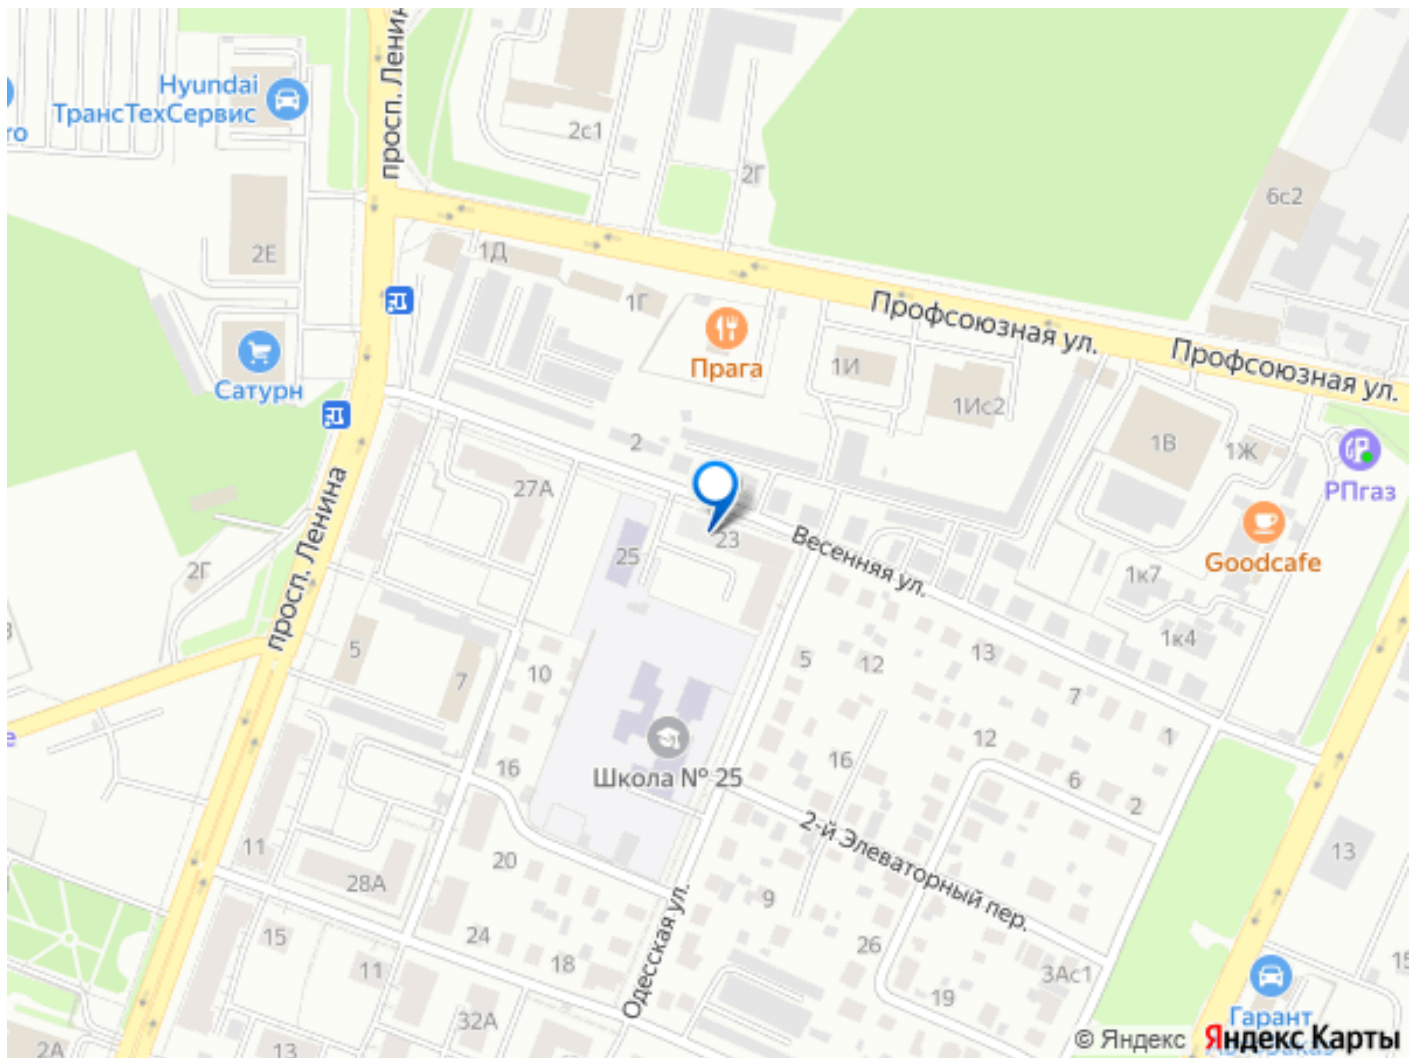 Hyundai
ТрансТехСервис
просп. Ленин
го
2с1
2Г
6с2
2Е
1Д
1Г
Профсоюзная ул.
Профсоюзная ул.
Прага
1И
1Ис2
Сатурн
2
1В
1Ж
РПгаз
27А
просп. Ленина
23
25
Весенняя ул.
Goodcafe
2Г
1к7
1к4
5
7
10
5
12
13
7
1
12
6
2
16
16
Школа № 25
2-й Элеваторный пер.
13
11
28А
20
9
24
15
11
18
26
Одесская ул.
3Ас1
19
15
32А
13
2А
Гарант
© Яндекс Яндекс Карты